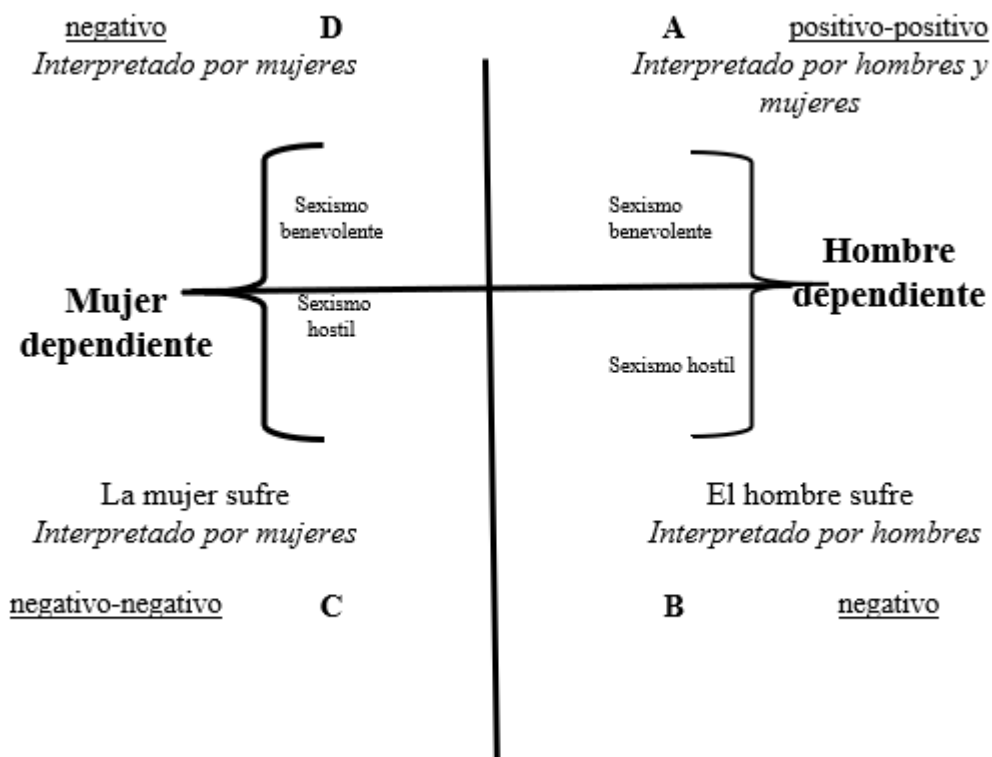 negativo D A positivo-positivo
Interpretado por mujeres
Interpretado por hombres y
mujeres
Sexismo
benevolente
Sexismo
benevolente
Mujer
dependiente
Sexismo
hostil
Hombre
dependiente
Sexismo hostil
La mujer sufre
Interpretado por mujeres
El hombre sufre
Interpretado por hombres
negativo-negativo C B negativo